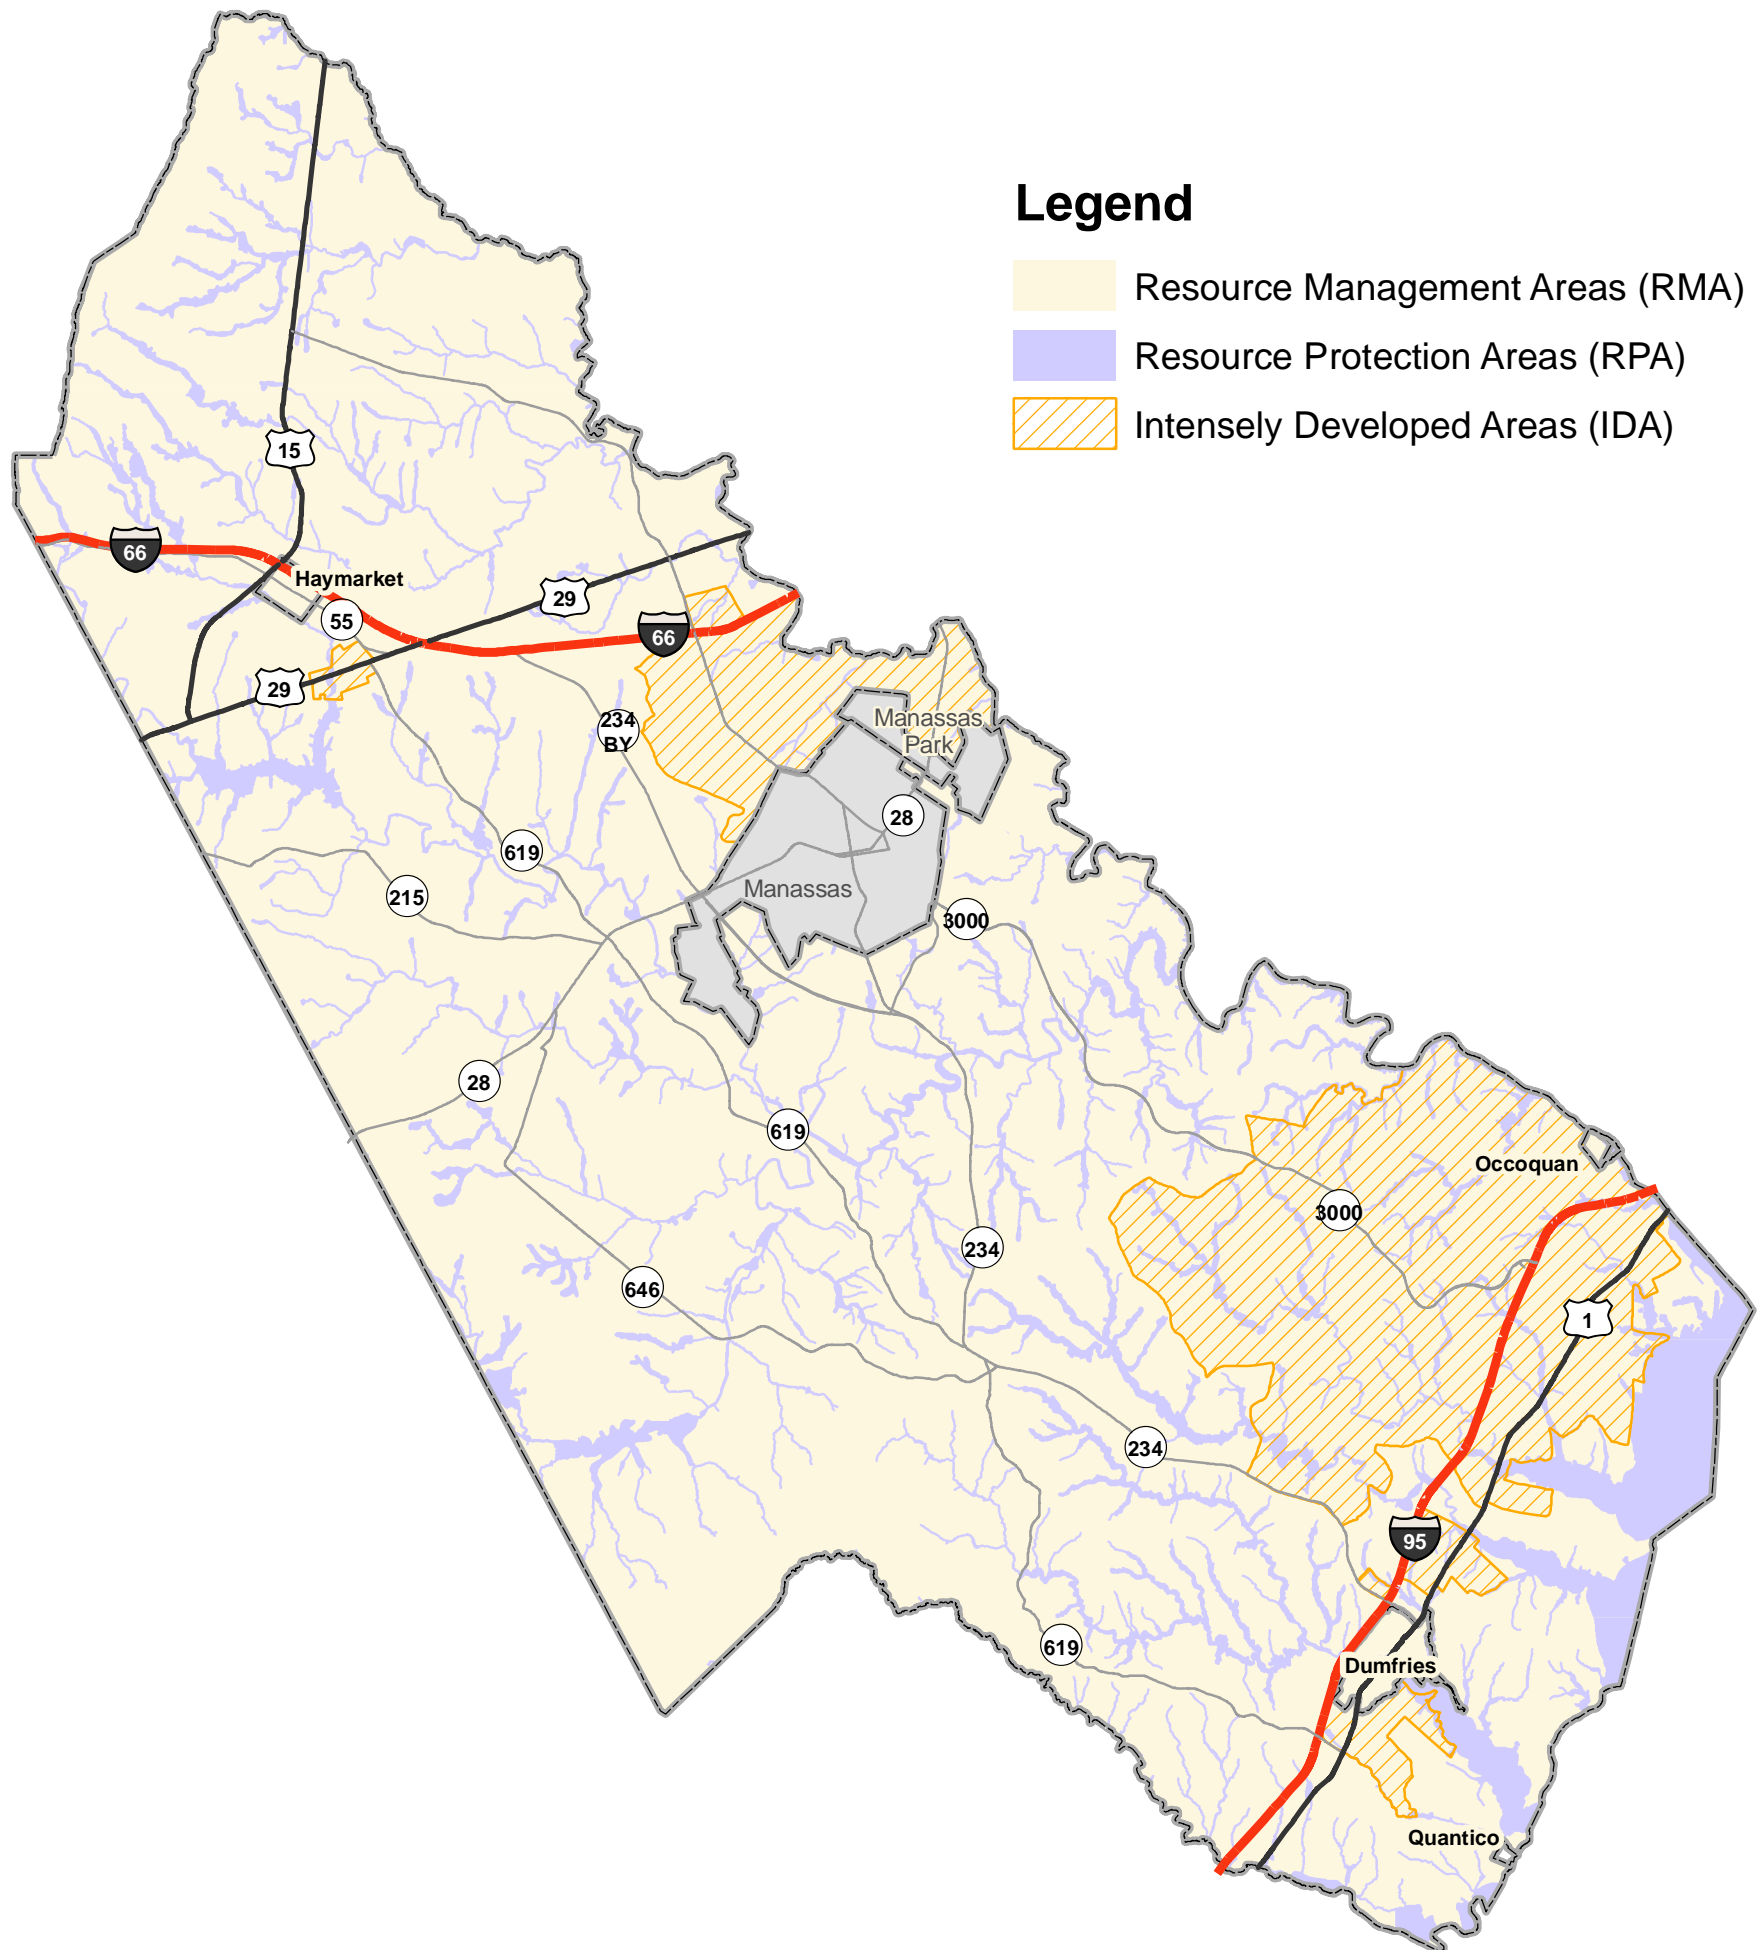 Legend
Resource Management Areas (RMA)
Resource Protection Areas (RPA)
Intensely Developed Areas (IDA)
15
66
Haymarket
29
55
66
29
234
BY
Manassas
Park
28
619
215
Manassas
3000
28
619
Occoquan
3000
234
646
1
234
95
619
Dumfries
Quantico